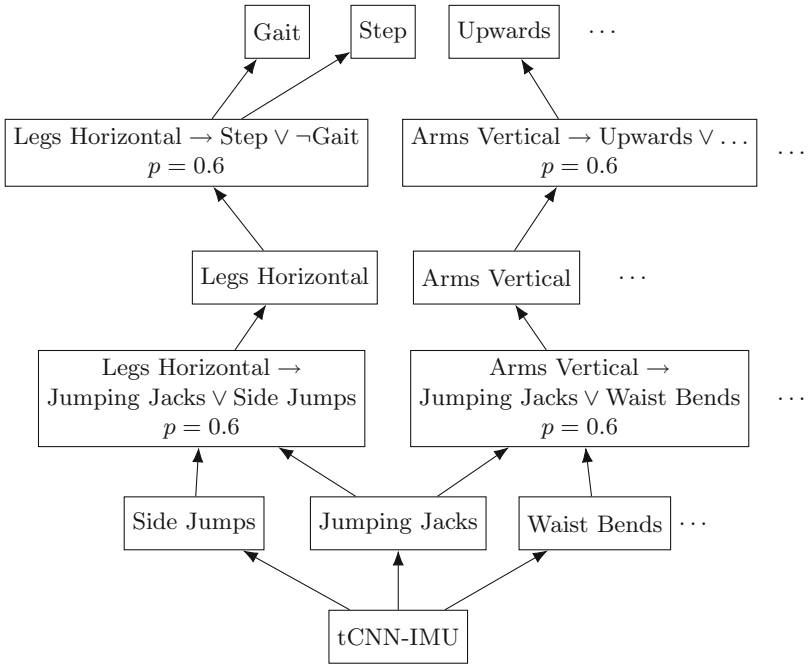 Gait
Step
Upwards
...
Legs Horizontal → Step ∨ ¬Gait
p = 0.6
Arms Vertical → Upwards ∨ ...
p = 0.6
...
Legs Horizontal
Arms Vertical
...
Legs Horizontal →
Jumping Jacks ∨ Side Jumps
p = 0.6
Arms Vertical →
Jumping Jacks ∨ Waist Bends
p = 0.6
...
Side Jumps
Jumping Jacks
Waist Bends
...
tCNN-IMU